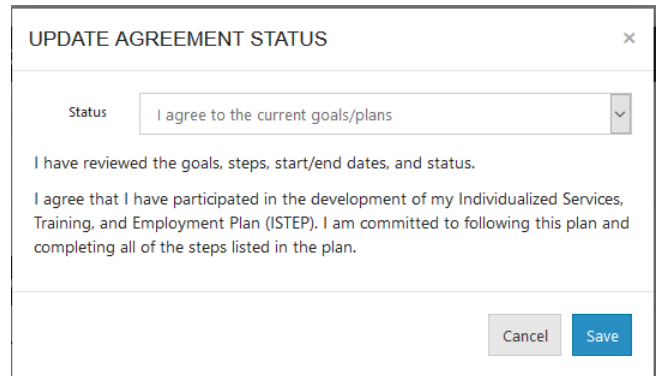 UPDATE AGREEMENT STATUS ×
Status I agree to the current goals/plans
I have reviewed the goals, steps, start/end dates, and status.
I agree that I have participated in the development of my Individualized Services,
Training, and Employment Plan (ISTEP). I am committed to following this plan and
completing all of the steps listed in the plan.
Cancel Save